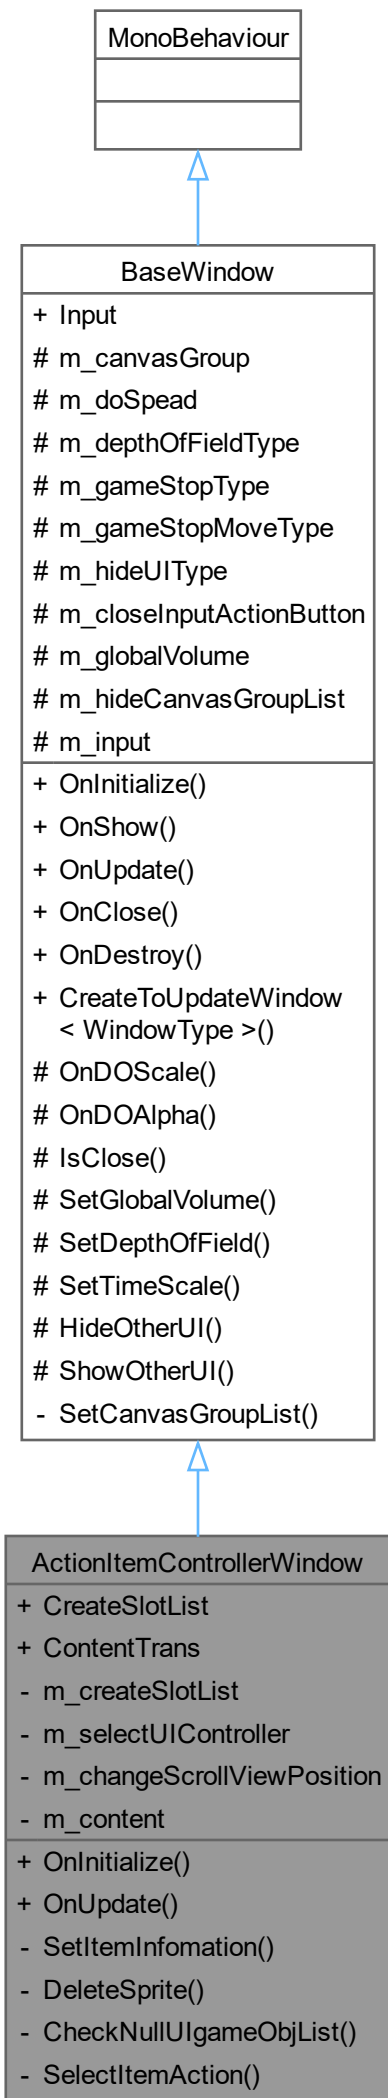 MonoBehaviour
BaseWindow
+ Input
# m_canvasGroup
# m_doSpead
# m_depthOfFieldType
# m_gameStopType
# m_gameStopMoveType
# m_hideUIType
# m_closeInputActionButton
# m_globalVolume
# m_hideCanvasGroupList
# m_input
+ OnInitialize()
+ OnShow()
+ OnUpdate()
+ OnClose()
+ OnDestroy()
+ CreateToUpdateWindow
< WindowType >()
# OnDOScale()
# OnDOAlpha()
# IsClose()
# SetGlobalVolume()
# SetDepthOfField()
# SetTimeScale()
# HideOtherUI()
# ShowOtherUI()
- SetCanvasGroupList()
ActionItemControllerWindow
+ CreateSlotList
+ ContentTrans
- m_createSlotList
- m_selectUIController
- m_changeScrollViewPosition
- m_content
+ OnInitialize()
+ OnUpdate()
- SetItemInfomation()
- DeleteSprite()
- CheckNullUIgameObjList()
- SelectItemAction()